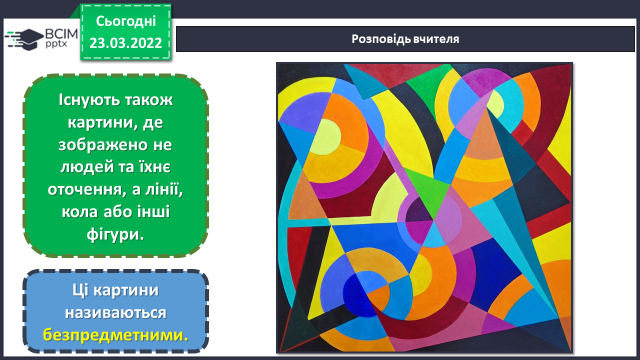 Сьогодні
23.03.2022
BCIM
pptx
Розповідь вчителя
Існують також
картини, де
зображено не
людей та їхнє
оточення, а лінії,
кола або інші
фігури.
Ці картини
називаються
безпредметними.